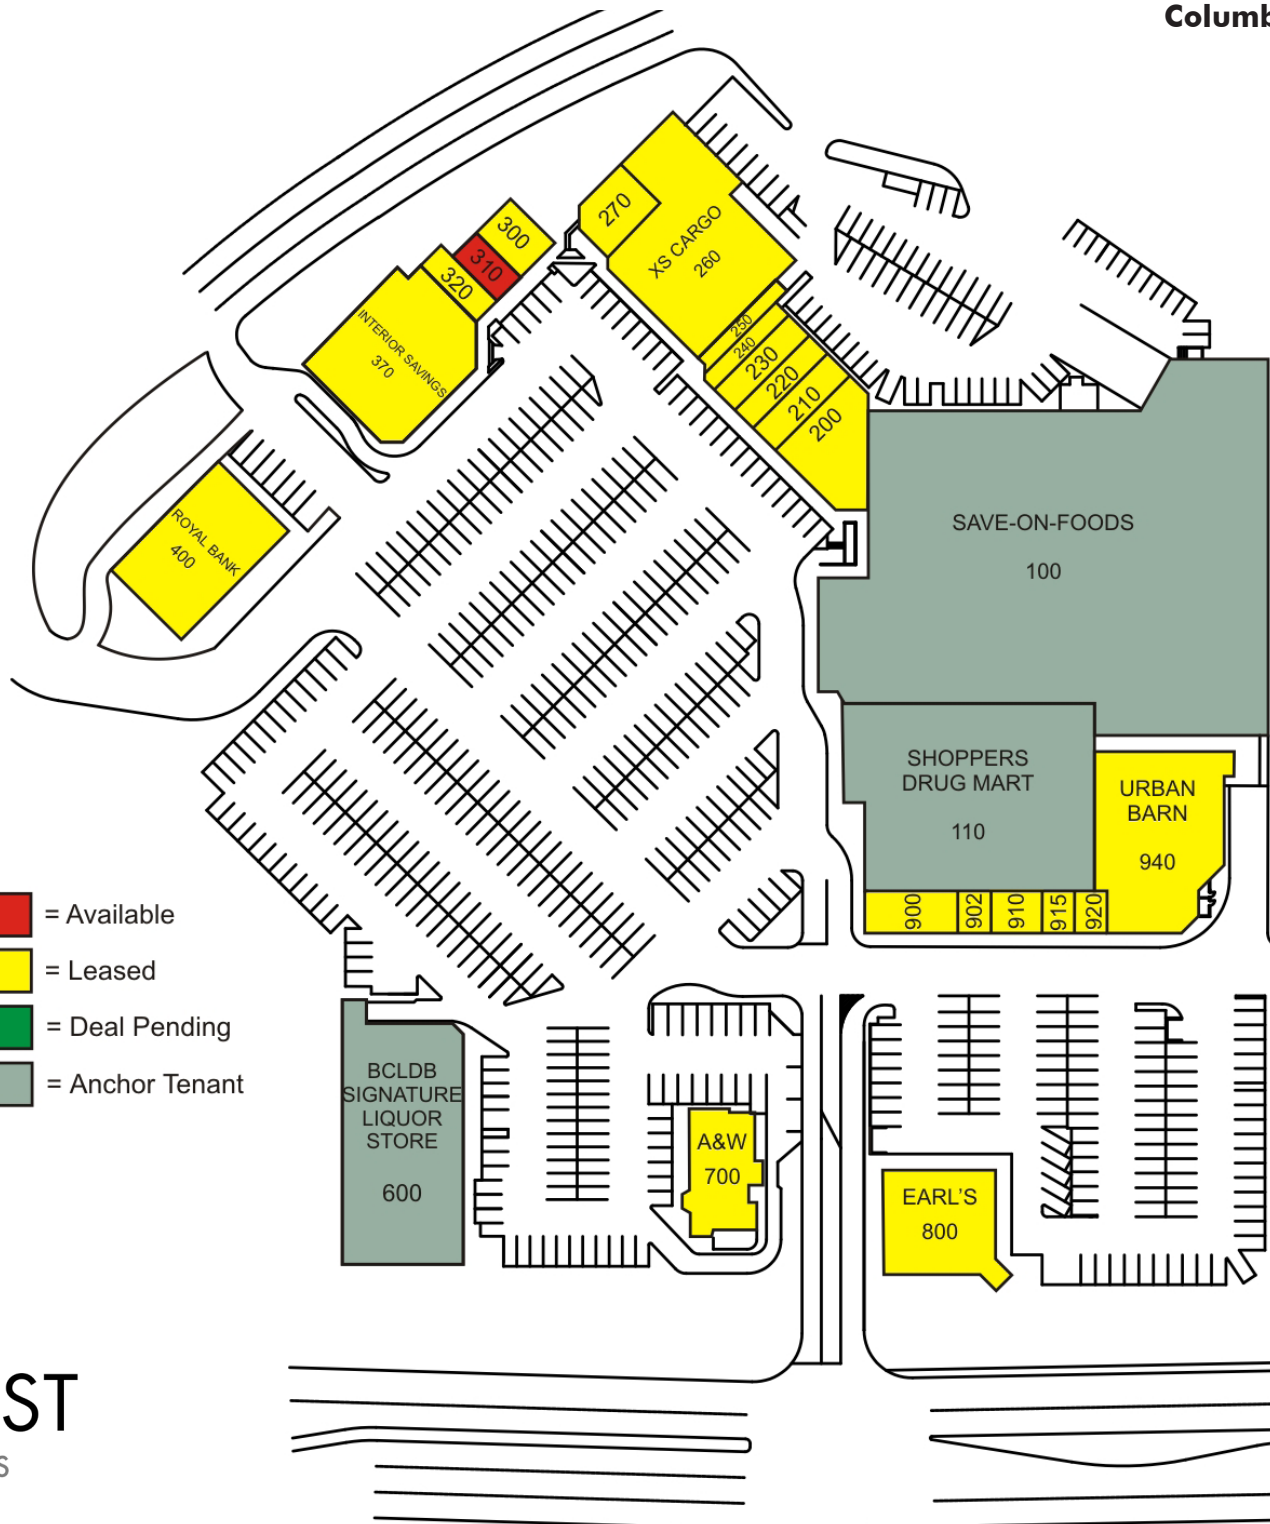 Columb
270
XS CARGO
260
300
310
320
INTERIOR SAVINGS
370
250
240
230
220
210
200
ROYAL BANK
400
SAVE-ON-FOODS
100
SHOPPERS
DRUG MART
110
URBAN
BARN
940
900
902
910
915
920
= Available
= Leased
= Deal Pending
= Anchor Tenant
BCLDB
SIGNATURE
LIQUOR
STORE
600
A&W
700
EARL'S
800
ST
S